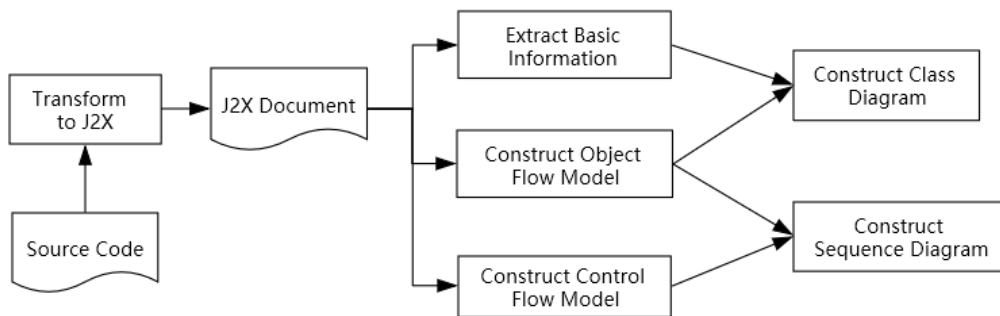 Transform
to J2X
Source Code
J2X Document
Extract Basic
Information
Construct Object
Flow Model
Construct Control
Flow Model
Construct Class
Diagram
Construct
Sequence Diagram